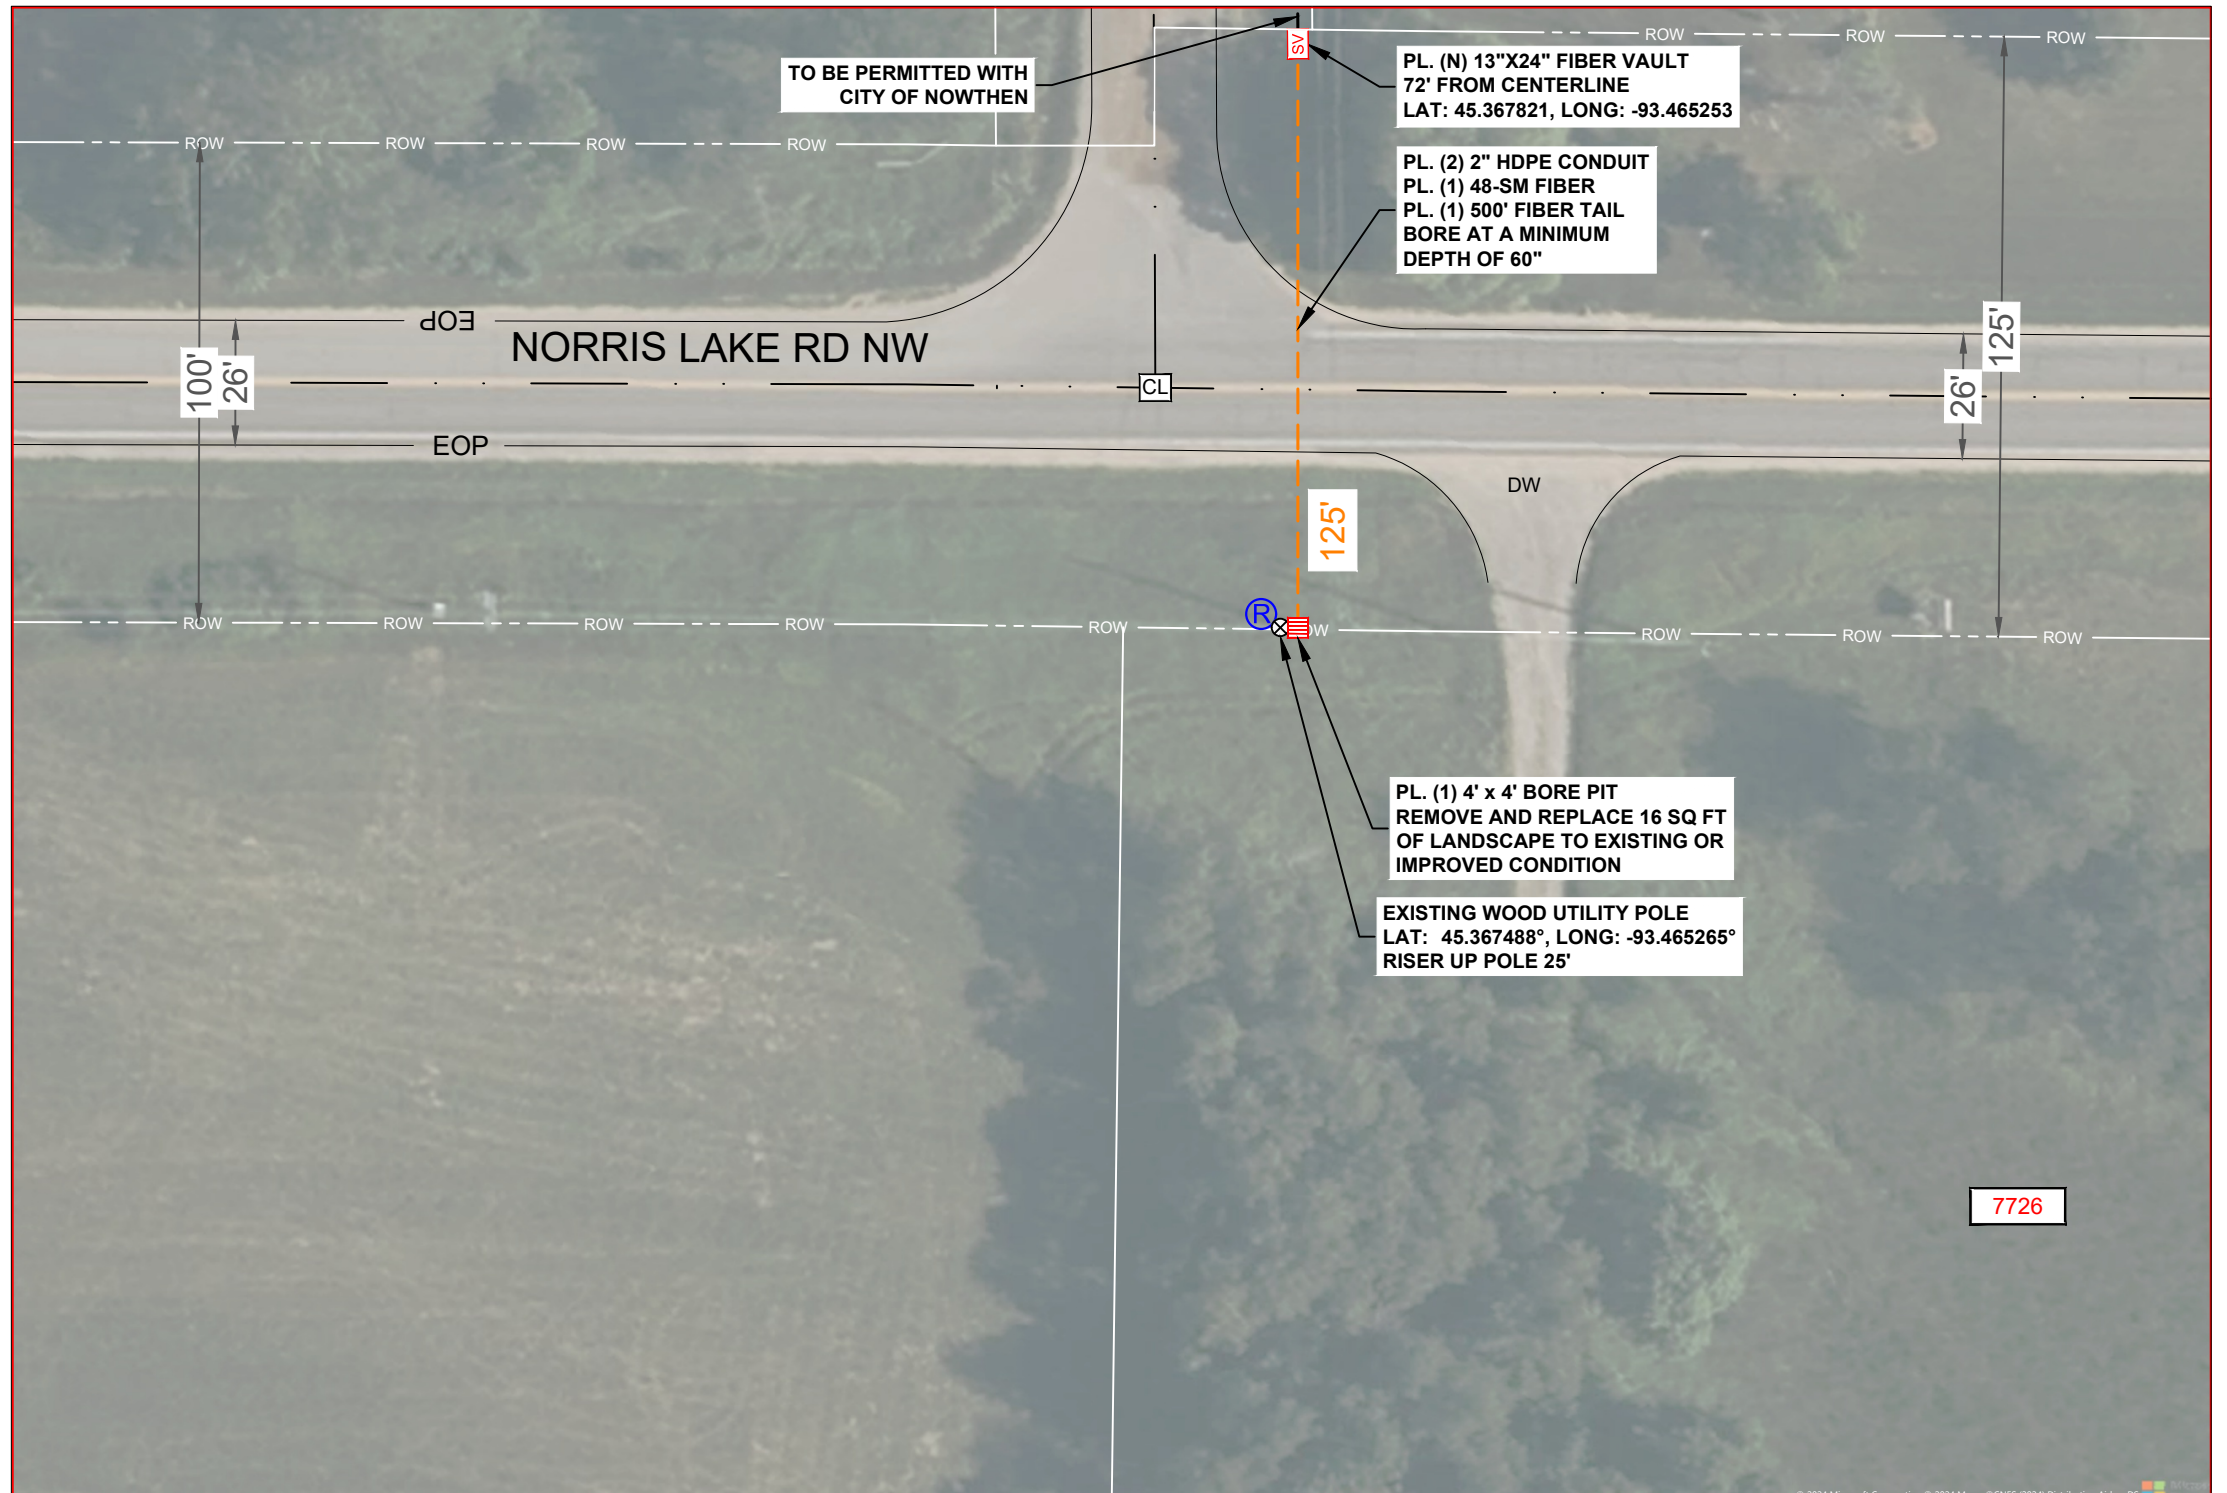 TO BE PERMITTED WITH
CITY OF NOWTHEN
SV
PL. (N) 13"X24" FIBER VAULT
72' FROM CENTERLINE
LAT: 45.367821, LONG: -93.465253
ROW
ROW
ROW
ROW
ROW
ROW
ROW
PL. (2) 2" HDPE CONDUIT
PL. (1) 48-SM FIBER
PL. (1) 500' FIBER TAIL
BORE AT A MINIMUM
DEPTH OF 60"
EOP
NORRIS LAKE RD NW
100'
26'
CL
26'
125'
EOP
DW
125'
R
ROW
ROW
ROW
ROW
ROW
ROW
ROW
ROW
PL. (1) 4' x 4' BORE PIT
REMOVE AND REPLACE 16 SQ FT
OF LANDSCAPE TO EXISTING OR
IMPROVED CONDITION
EXISTING WOOD UTILITY POLE
LAT: 45.367488°, LONG: -93.465265°
RISER UP POLE 25'
7726